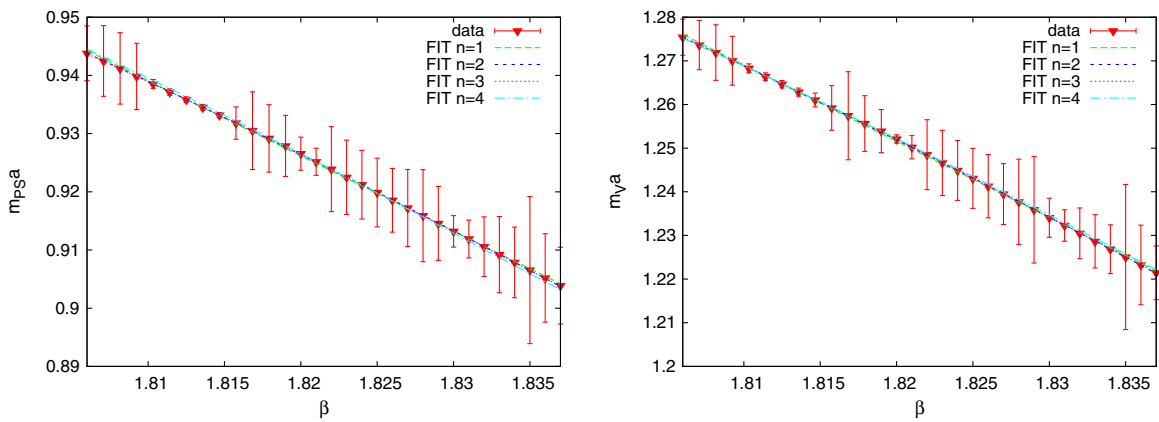 0.95
0.94
0.93
0.92
0.91
0.9
0.89
m_PS a
1.81 1.815 1.82 1.825 1.83 1.835
β
data
FIT n=1
FIT n=2
FIT n=3
FIT n=4
1.28
1.27
1.26
1.25
1.24
1.23
1.22
1.21
1.2
m_V a
1.81 1.815 1.82 1.825 1.83 1.835
β
data
FIT n=1
FIT n=2
FIT n=3
FIT n=4